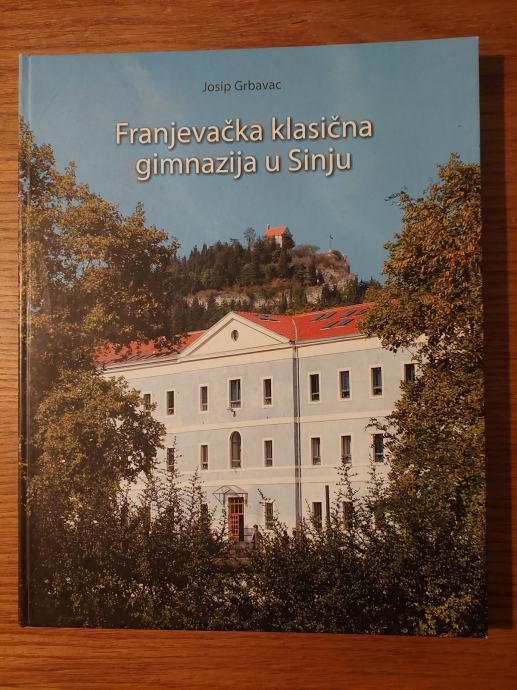 Josip Grbavac
Franjevačka klasična
gimnazija u Sinju